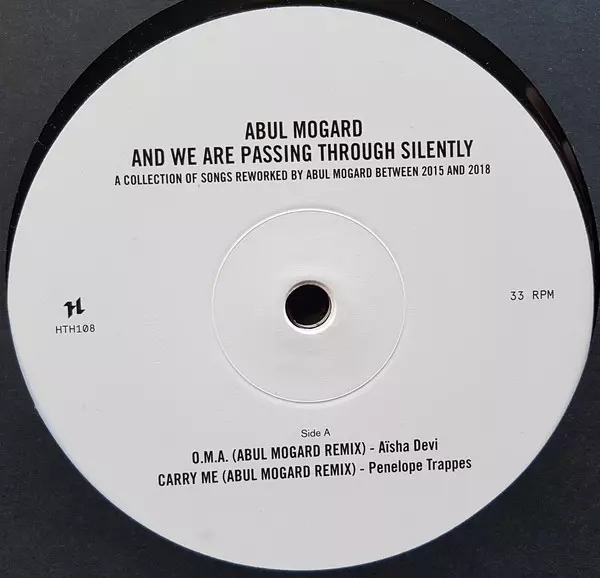 ABUL MOGARD
AND WE ARE PASSING THROUGH SILENTLY
A COLLECTION OF SONGS REWORKED BY ABUL MOGARD BETWEEN 2015 AND 2018
H
HTH108
33 RPM
Side A
O.M.A. (ABUL MOGARD REMIX) - Aïsha Devi
CARRY ME (ABUL MOGARD REMIX) - Penelope Trappes